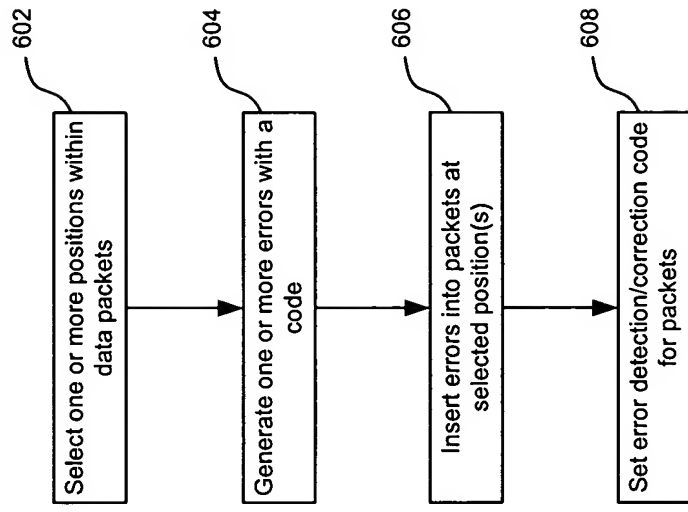 602
Select one or more positions within
data packets
604
Generate one or more errors with a
code
606
Insert errors into packets at
selected position(s)
608
Set error detection/correction code
for packets